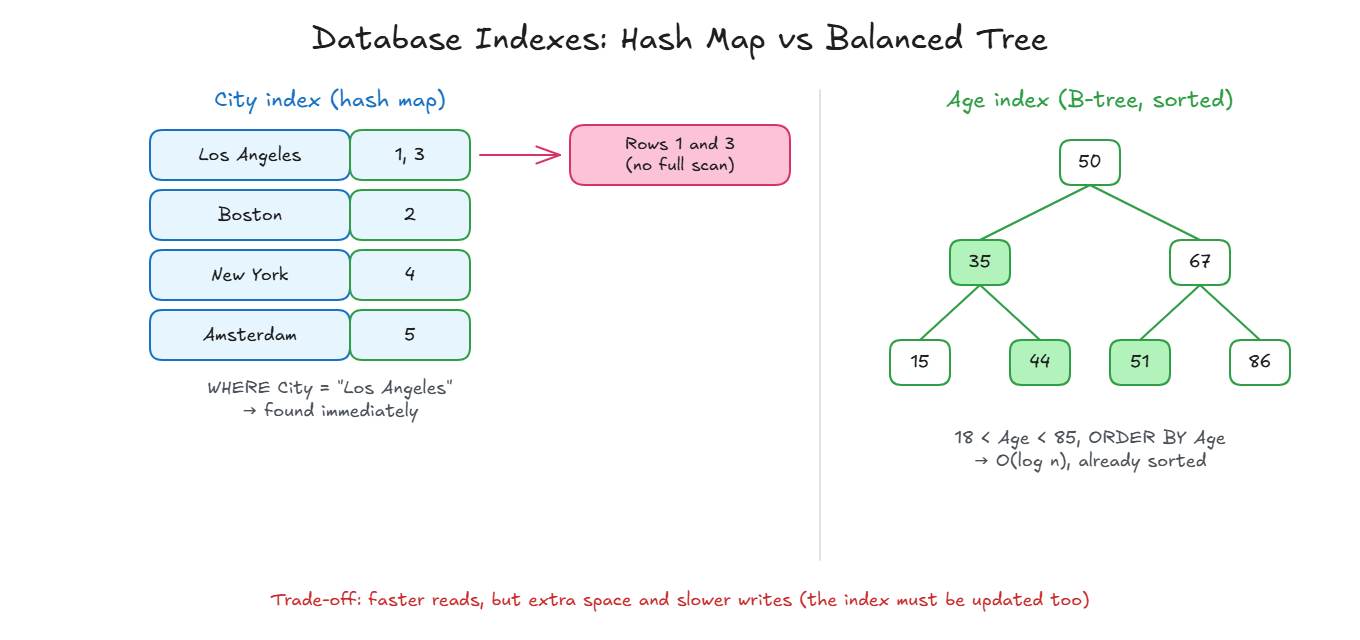 Database Indexes: Hash Map vs Balanced Tree
City index (hash map)
Los Angeles
1, 3
Rows 1 and 3
(no full scan)
Boston
2
New York
4
Amsterdam
5
WHERE City = "Los Angeles"
→ found immediately
Age index (B-tree, sorted)
50
35
67
15
44
51
86
18 < Age < 85, ORDER BY Age
→ O(log n), already sorted
Trade-off: faster reads, but extra space and slower writes (the index must be updated too)